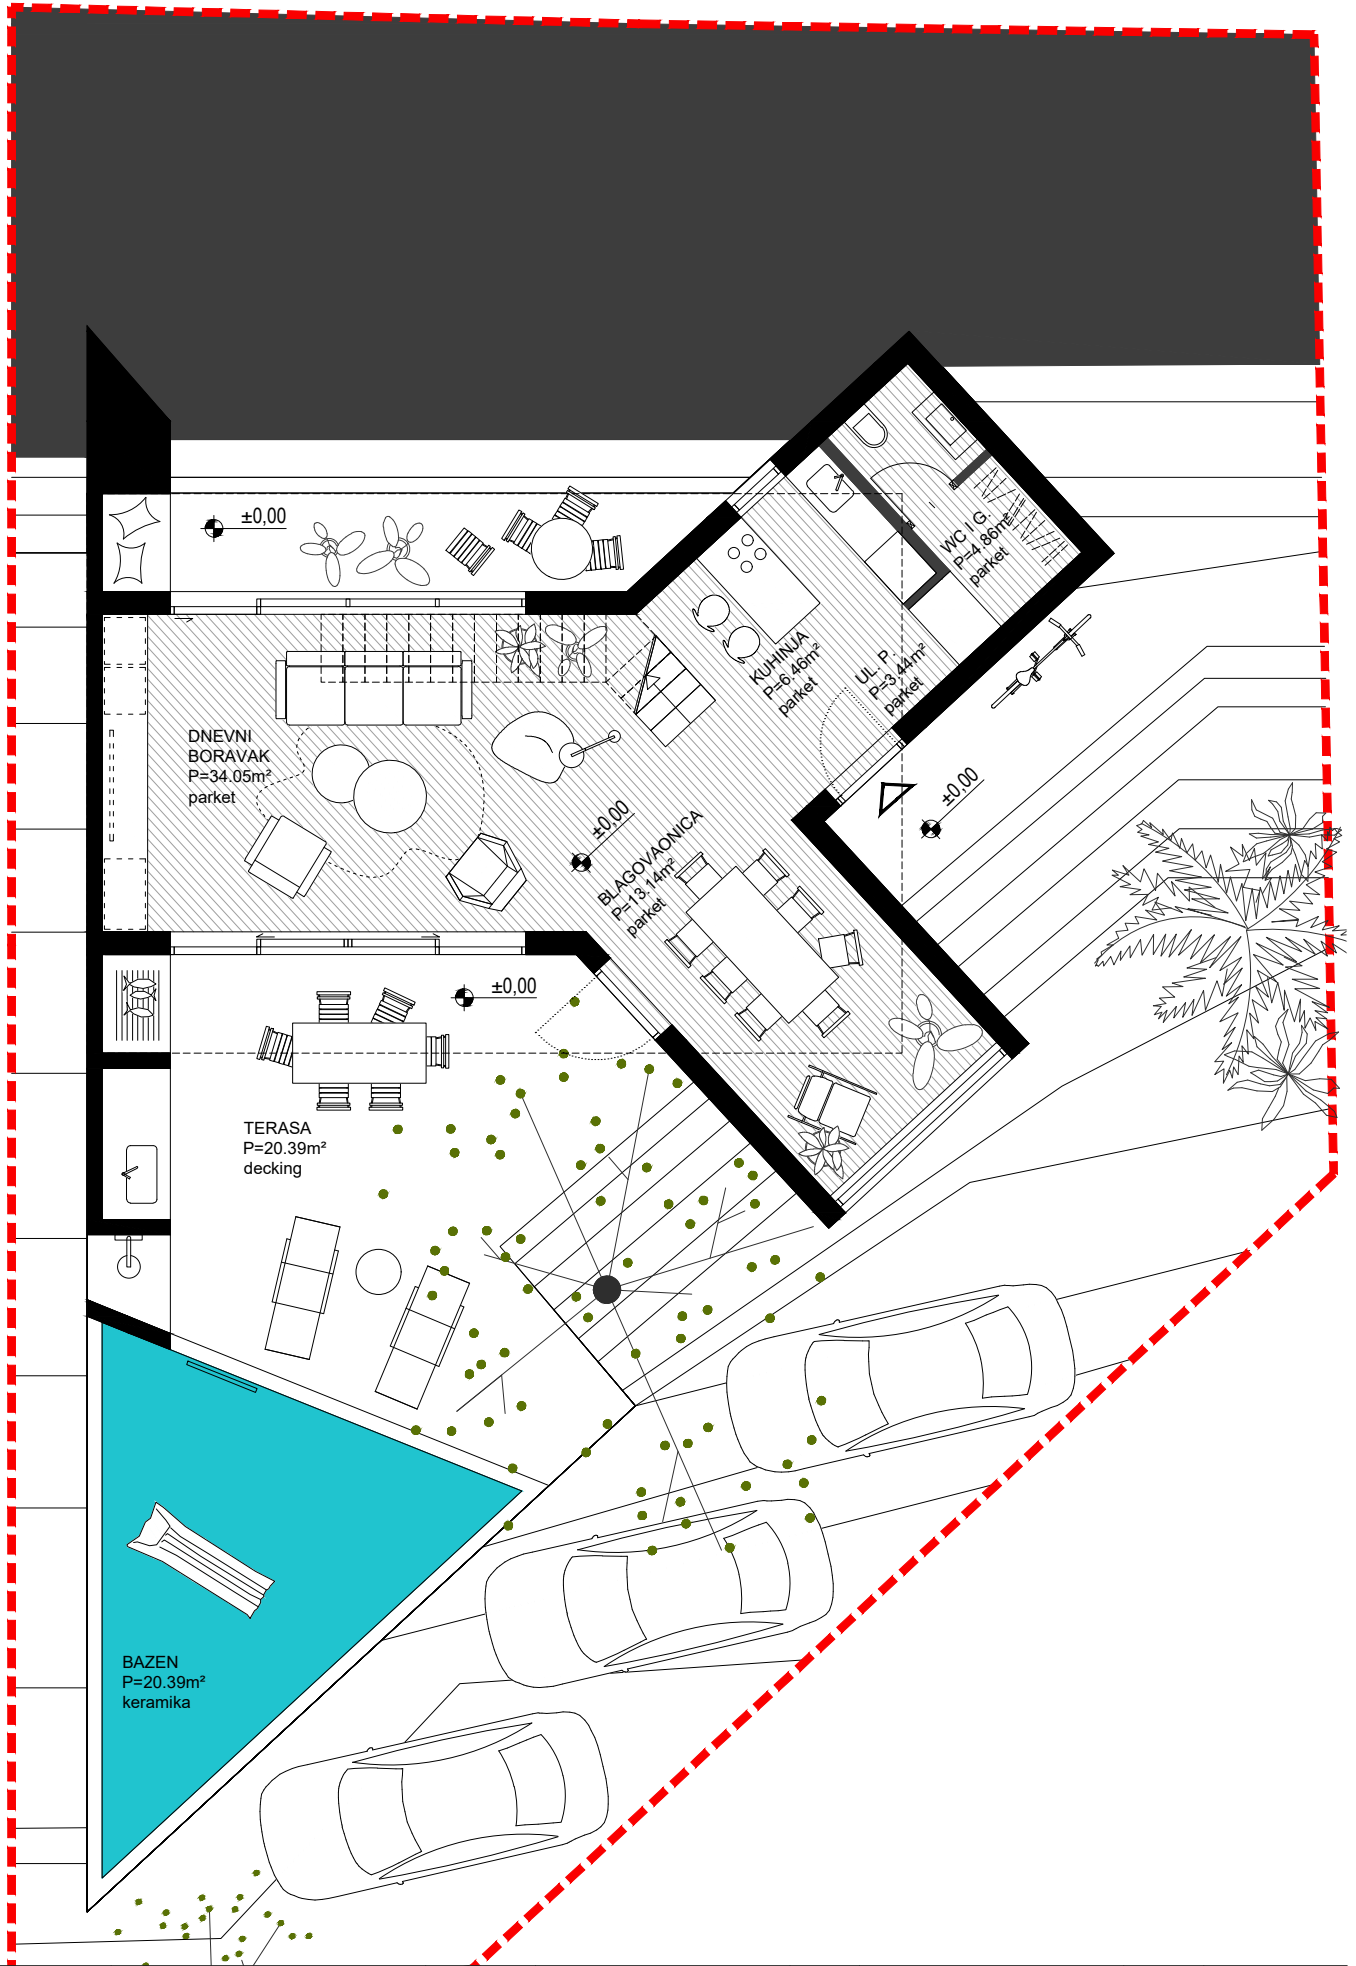 ±0,00
WC I G.
P=4.86m²
parket
KUHINJA
P=6.46m²
parket
UL. P.
P=3.44m²
parket
DNEVNI
BORAVAK
P=34.05m²
parket
±0,00
±0,00
BLAGOVAONICA
P=13.14m²
parket
±0,00
TERASA
P=20.39m²
decking
BAZEN
P=20.39m²
keramika